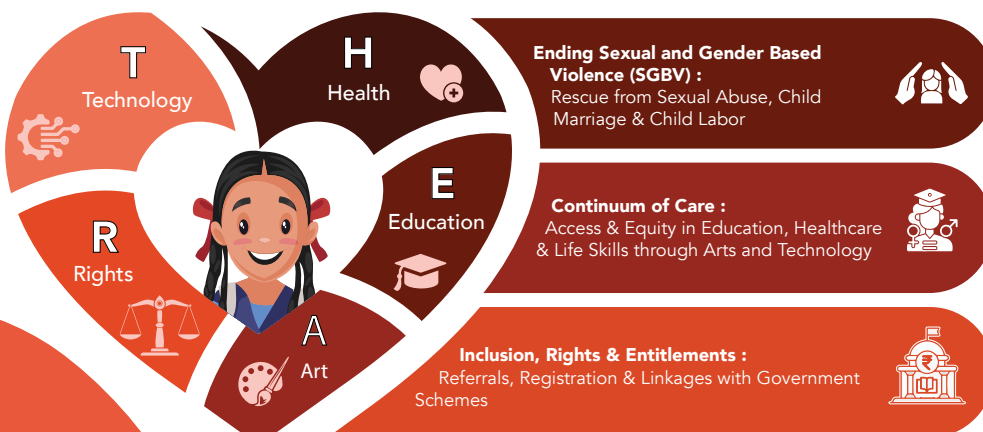 H
Health
E
Education
A
Art
R
Rights
T
Technology
Ending Sexual and Gender Based
Violence (SGBV) :
Rescue from Sexual Abuse, Child
Marriage & Child Labor
Continuum of Care :
Access & Equity in Education, Healthcare
& Life Skills through Arts and Technology
Inclusion, Rights & Entitlements :
Referrals, Registration & Linkages with Government
Schemes
₹